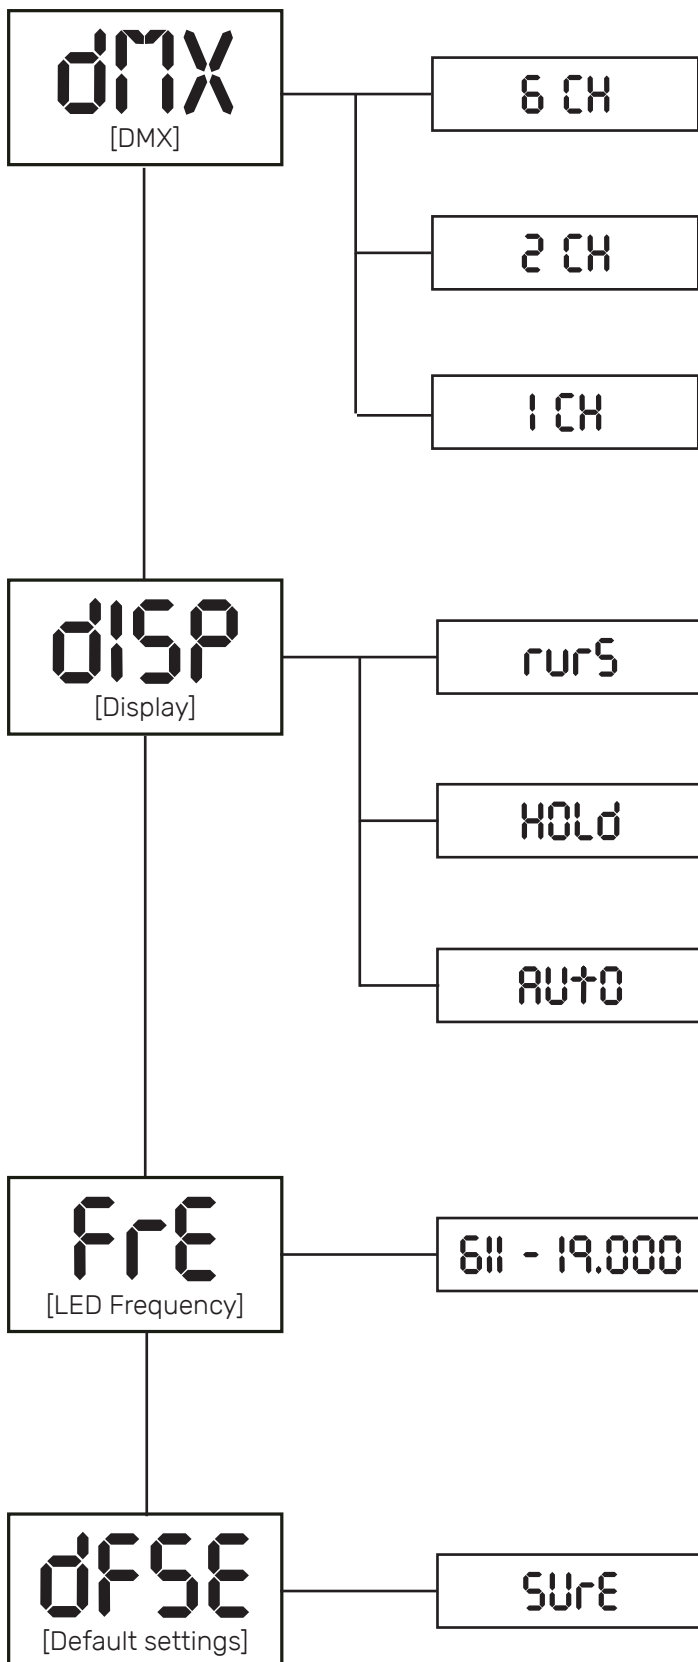 dMX
[DMX]
6 CH
2 CH
1 CH
dISP
[Display]
rurS
HOLd
AUtO
FrE
[LED Frequency]
611 - 19.000
dFSE
[Default settings]
SUrE